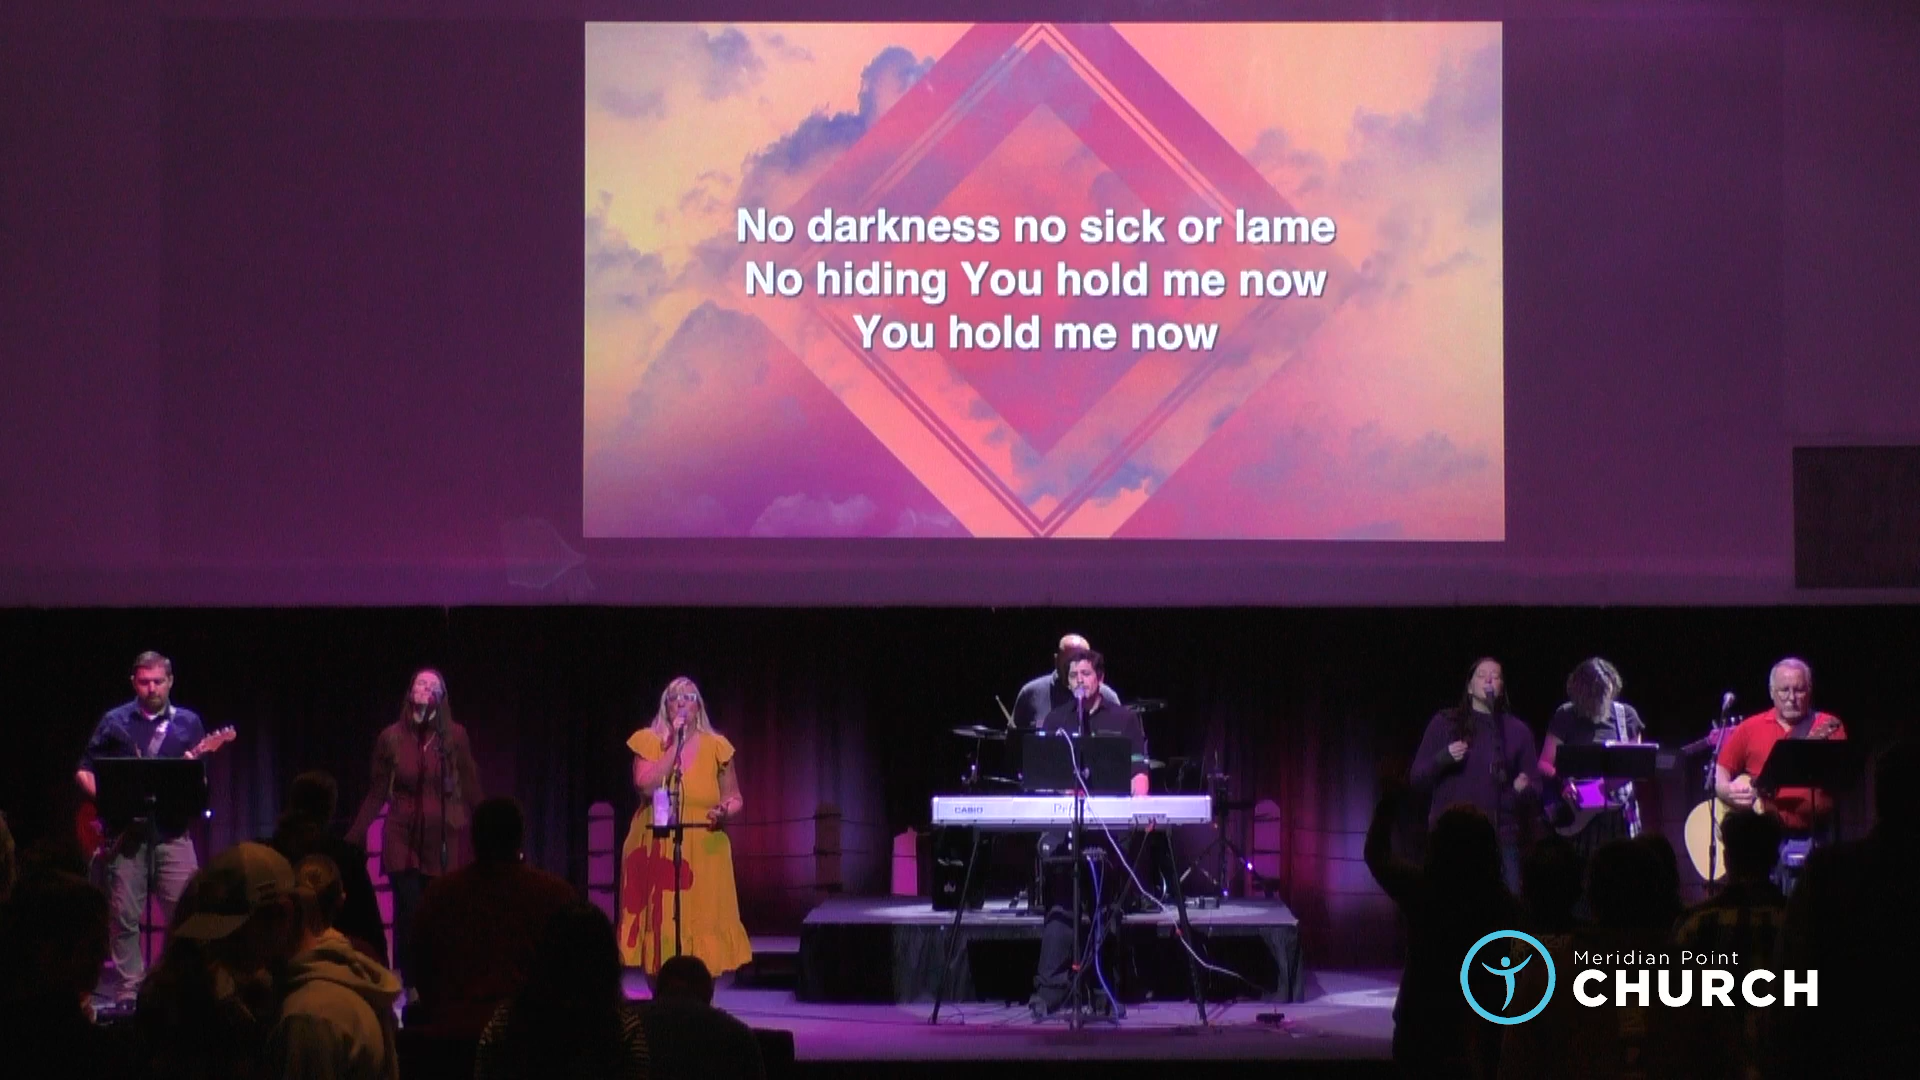 No darkness no sick or lame
No hiding You hold me now
You hold me now
CASIO
Meridian Point
CHURCH